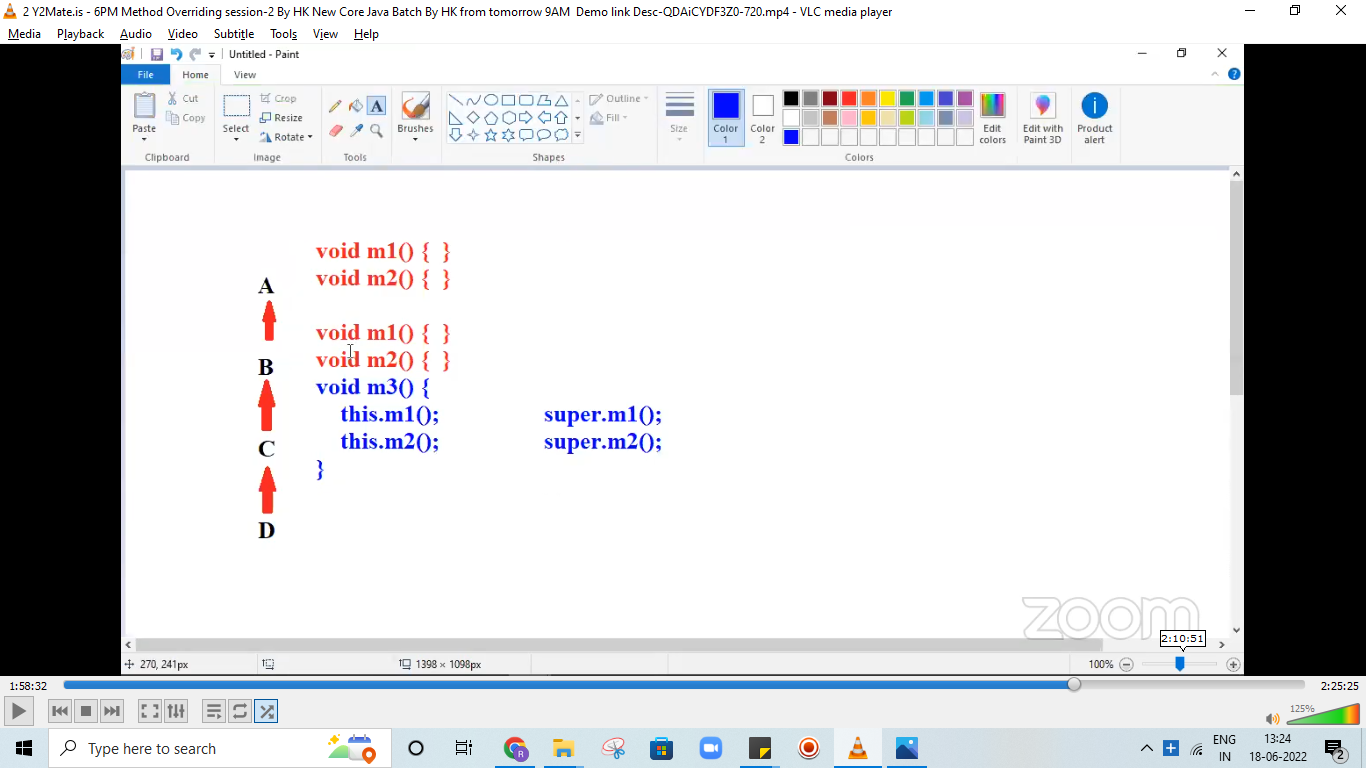 2 Y2Mate.is - 6PM Method Overriding session-2 By HK New Core Java Batch By HK from tomorrow 9AM  Demo link Desc-QDAiCYDF3Z0-720.mp4 - VLC media player
Media Playback Audio Video Subtitle Tools View Help
Untitled - Paint
File Home View
Paste Cut Copy
Clipboard
Select Crop Resize Rotate
Image
A
Tools
Brushes
Outline
Fill
Shapes
Size
Color 1
Color 2
Edit colors
Colors
Edit with Paint 3D
Product alert
void m1() {  }
void m2() {  }
A
void m1() {  }
void m2() {  }
B
void m3() {
this.m1(); super.m1();
this.m2(); super.m2();
C
}
D
zoom
2:10:51
270, 241px 1398 × 1098px 100%
1:58:32 2:25:25
125%
Type here to search
R
ENG
IN
13:24
18-06-2022
2